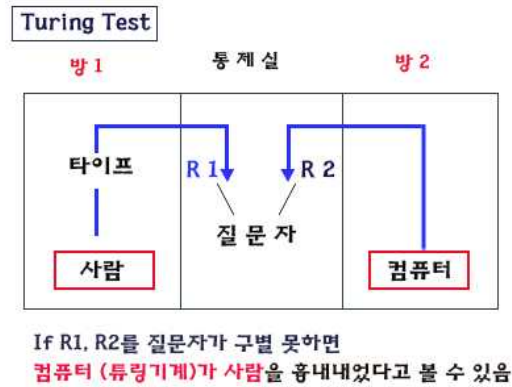 Turing Test
방 1
통 제 실
방 2
타이프
R 1
R 2
질 문 자
사람
컴퓨터
If R1, R2를 질문자가 구별 못하면
컴퓨터 (튜링기계)가 사람을 흉내내었다고 볼 수 있음